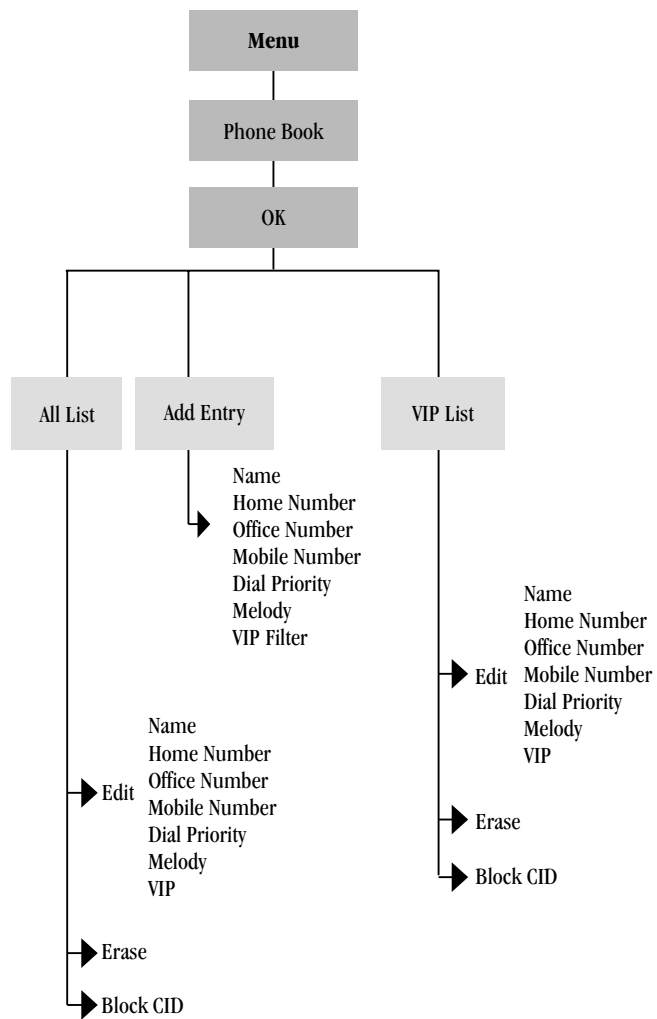 Menu
Phone Book
OK
All List
Add Entry
VIP List
Name
Home Number
Office Number
Mobile Number
Dial Priority
Melody
VIP Filter
Edit
Name
Home Number
Office Number
Mobile Number
Dial Priority
Melody
VIP
Erase
Block CID
Edit
Name
Home Number
Office Number
Mobile Number
Dial Priority
Melody
VIP
Erase
Block CID